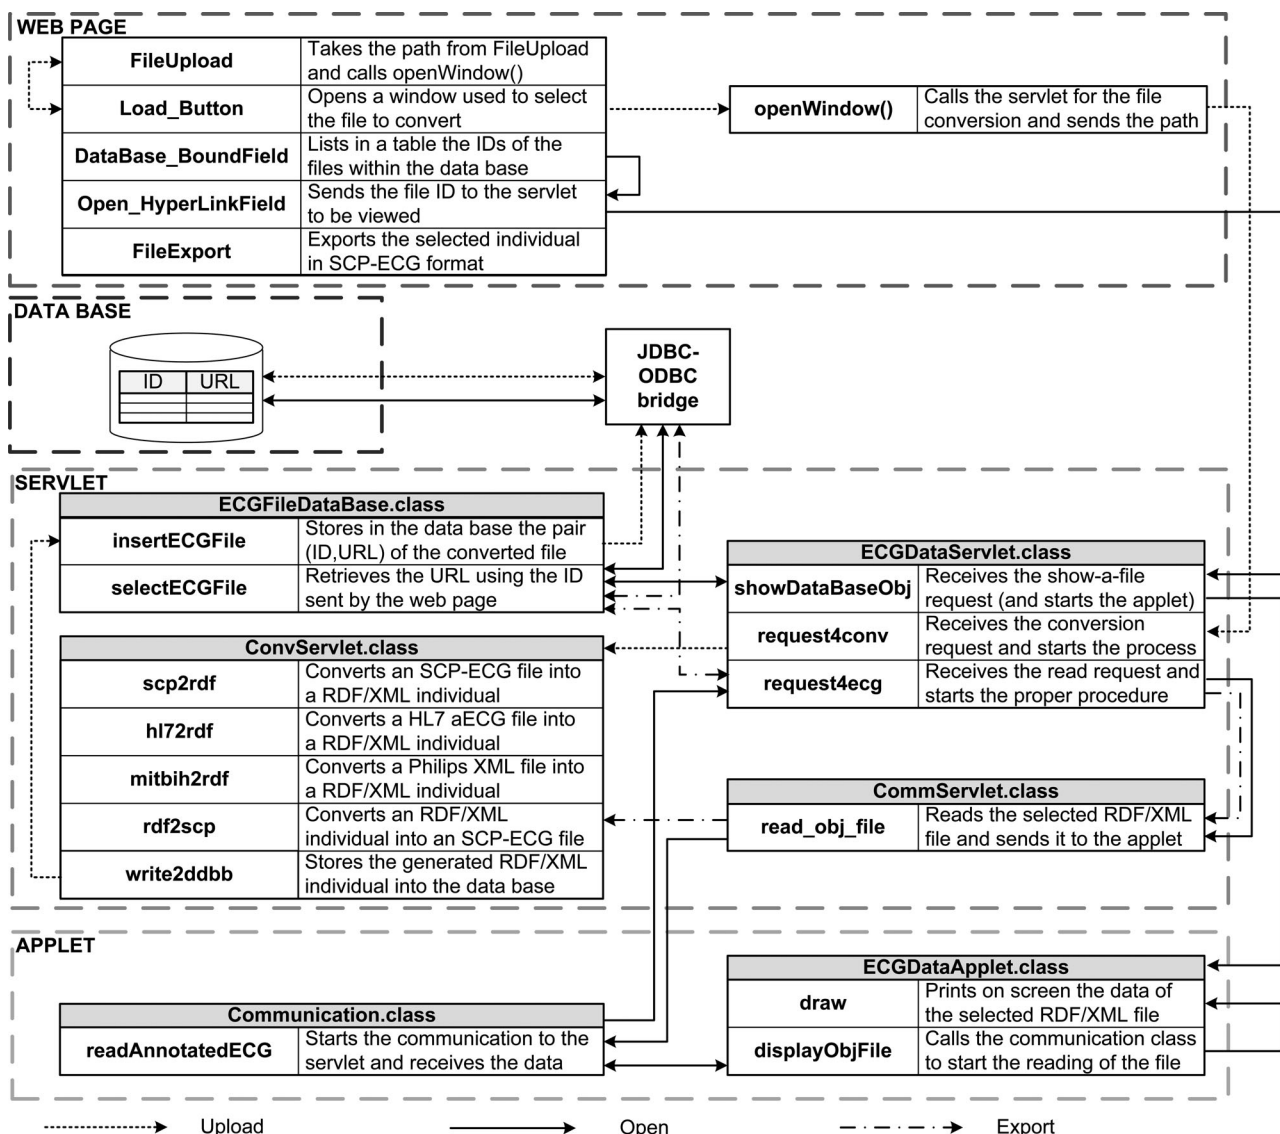 WEB PAGE
FileUpload
Takes the path from FileUpload
and calls openWindow()
Load_Button
Opens a window used to select
the file to convert
DataBase_BoundField
Lists in a table the IDs of the
files within the data base
Open_HyperLinkField
Sends the file ID to the servlet
to be viewed
FileExport
Exports the selected individual
in SCP-ECG format
openWindow()
Calls the servlet for the file
conversion and sends the path
DATA BASE
ID URL
JDBC-
ODBC
bridge
SERVLET
ECGFileDataBase.class
insertECGFile
Stores in the data base the pair
(ID,URL) of the converted file
selectECGFile
Retrieves the URL using the ID
sent by the web page
ConvServlet.class
scp2rdf
Converts an SCP-ECG file into
a RDF/XML individual
hl72rdf
Converts a HL7 aECG file into
a RDF/XML individual
mitbih2rdf
Converts a Philips XML file into
a RDF/XML individual
rdf2scp
Converts an RDF/XML
individual into an SCP-ECG file
write2ddbb
Stores the generated RDF/XML
individual into the data base
ECGDataServlet.class
showDataBaseObj
Receives the show-a-file
request (and starts the applet)
request4conv
Receives the conversion
request and starts the process
request4ecg
Receives the read request and
starts the proper procedure
CommServlet.class
read_obj_file
Reads the selected RDF/XML
file and sends it to the applet
APPLET
Communication.class
readAnnotatedECG
Starts the communication to the
servlet and receives the data
ECGDataApplet.class
draw
Prints on screen the data of
the selected RDF/XML file
displayObjFile
Calls the communication class
to start the reading of the file
Upload
Open
Export